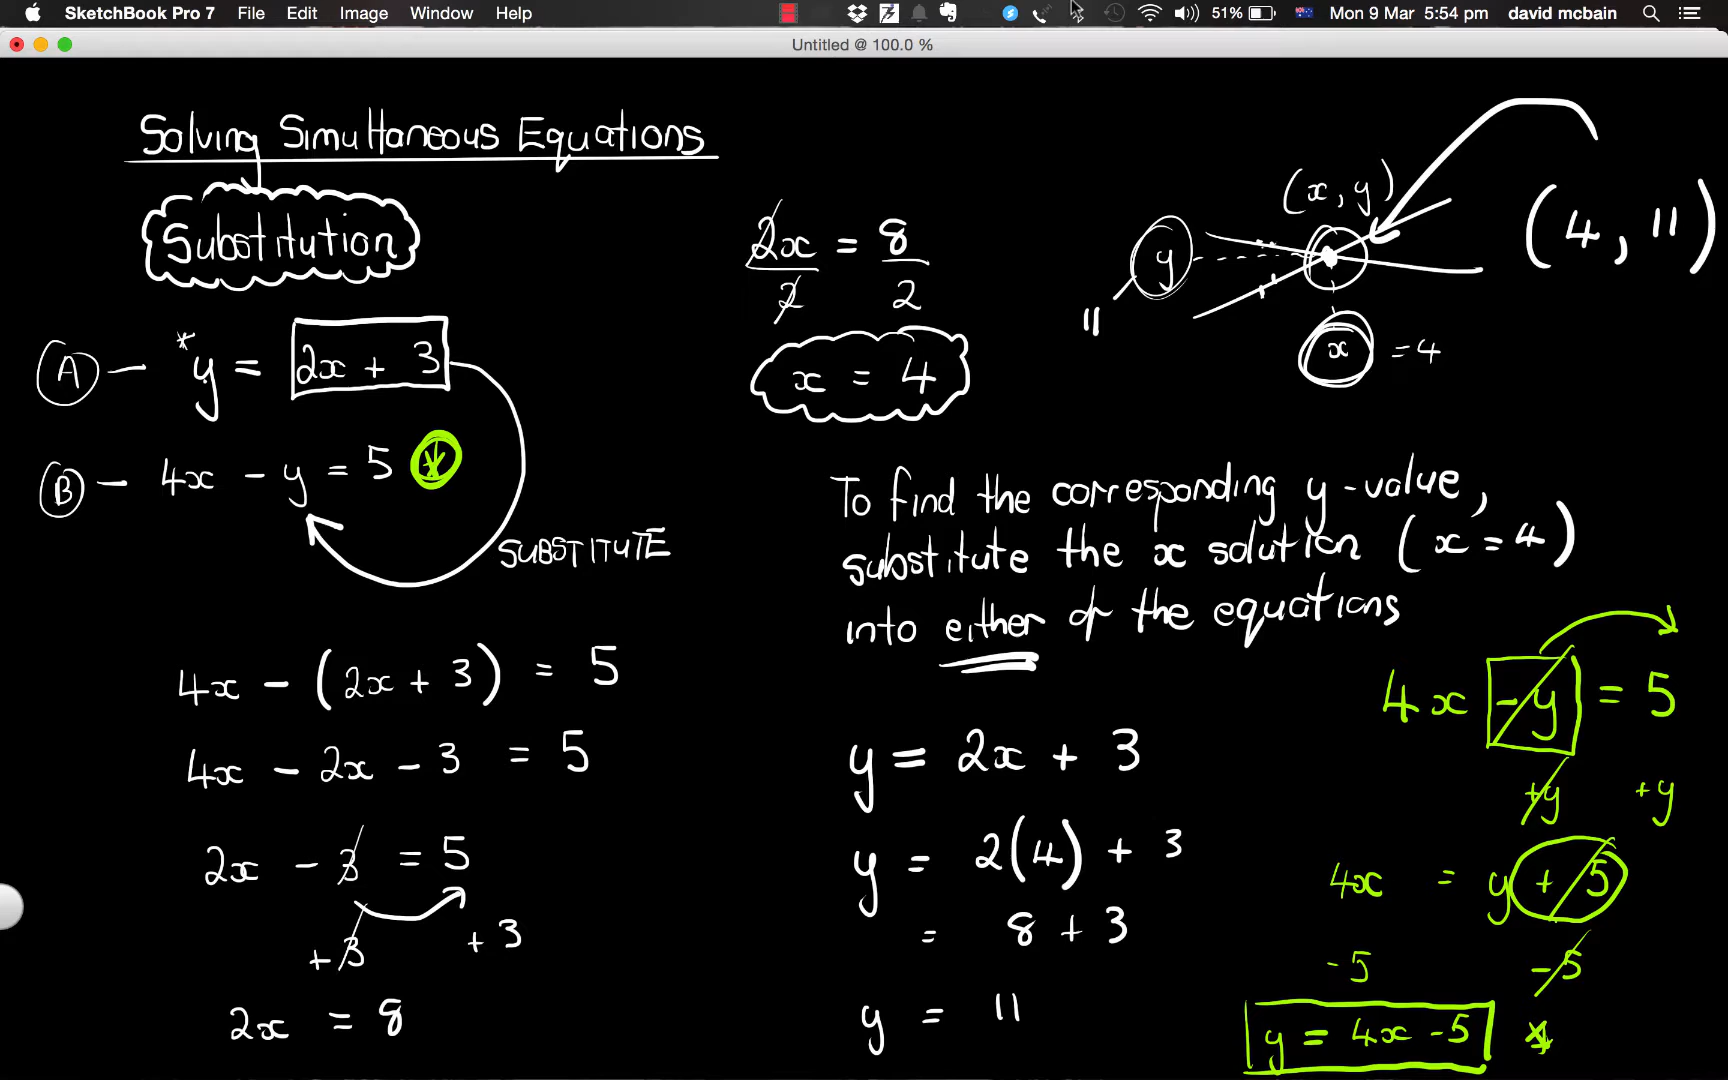 SketchBook Pro 7 File Edit Image Window Help 51% Mon 9 Mar 5:54 pm david mcbain
Untitled @ 100.0 %
Solving Simultaneous Equations
Substitution
(A) - *y = 2x + 3
(B) - 4x - y = 5 *
SUBSTITUTE
4x - (2x + 3) = 5
4x - 2x - 3 = 5
2x - 3 = 5
+3 +3
2x = 8
2x = 8
2 2
x = 4
(x, y)
y
11
x = 4
(4, 11)
To find the corresponding y-value,
substitute the x solution (x = 4)
into either of the equations
y = 2x + 3
y = 2(4) + 3
= 8 + 3
y = 11
4x - y = 5
+y +y
4x = y + 5
-5 -5
y = 4x - 5 *